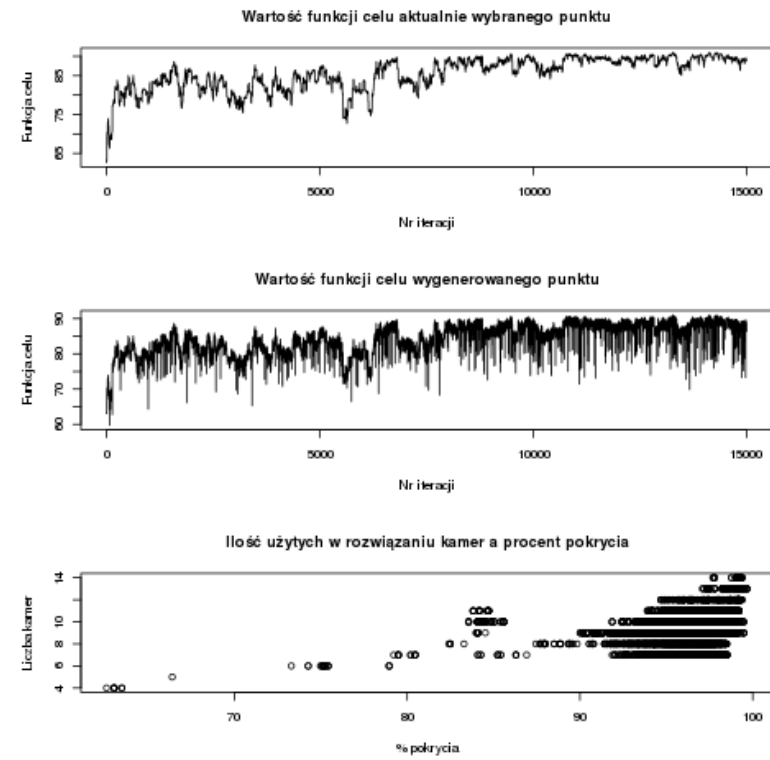 Wartość funkcji celu aktualnie wybranego punktu
Funkcja celu
85
75
65
0 5000 10000 15000
Nr iteracji
Wartość funkcji celu wygenerowanego punktu
Funkcja celu
90
80
70
60
0 5000 10000 15000
Nr iteracji
Ilość użytych w rozwiązaniu kamer a procent pokrycia
Liczba kamer
14
10
8
6
4
70 80 90 100
% pokrycia